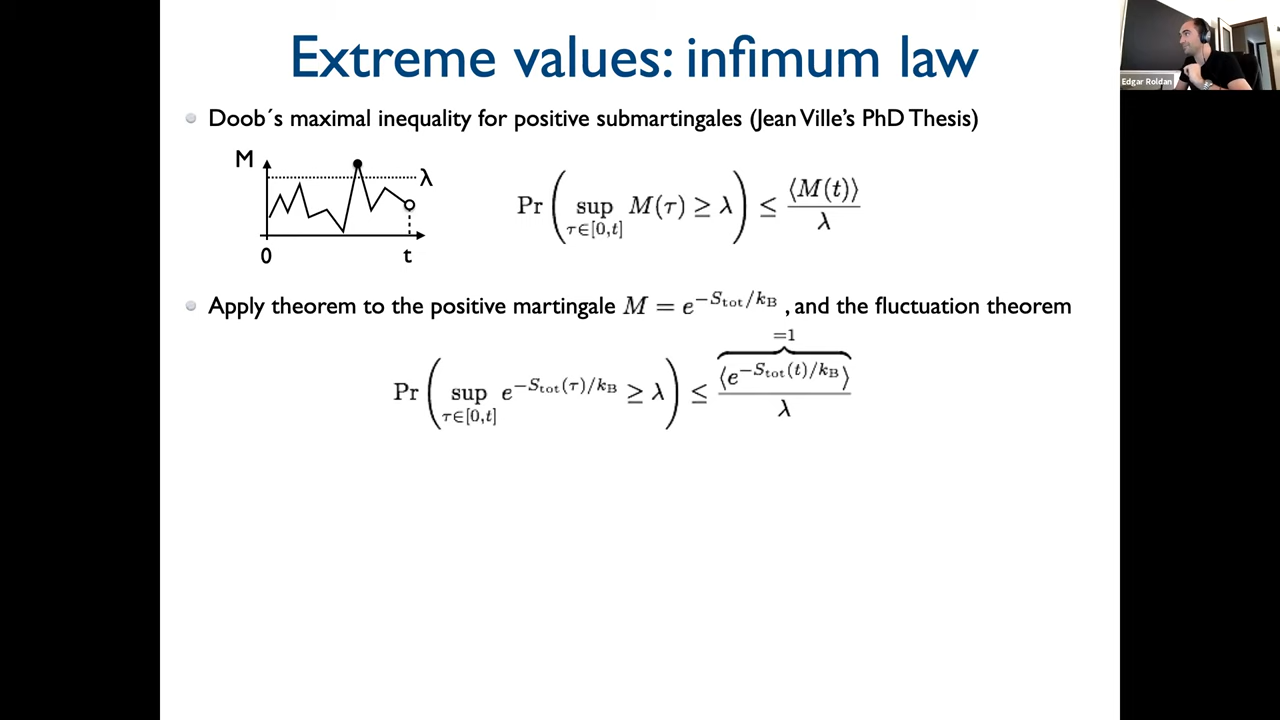 Extreme values: infimum law
Edgar Roldan
Doob´s maximal inequality for positive submartingales (Jean Ville's PhD Thesis)
M
λ
0
t
Pr ( sup_{τ∈[0,t]} M(τ) ≥ λ ) ≤ ⟨M(t)⟩ / λ
Apply theorem to the positive martingale M = e^{−S_tot/k_B} , and the fluctuation theorem
=1
Pr ( sup_{τ∈[0,t]} e^{−S_tot(τ)/k_B} ≥ λ ) ≤ ⟨e^{−S_tot(t)/k_B}⟩ / λ